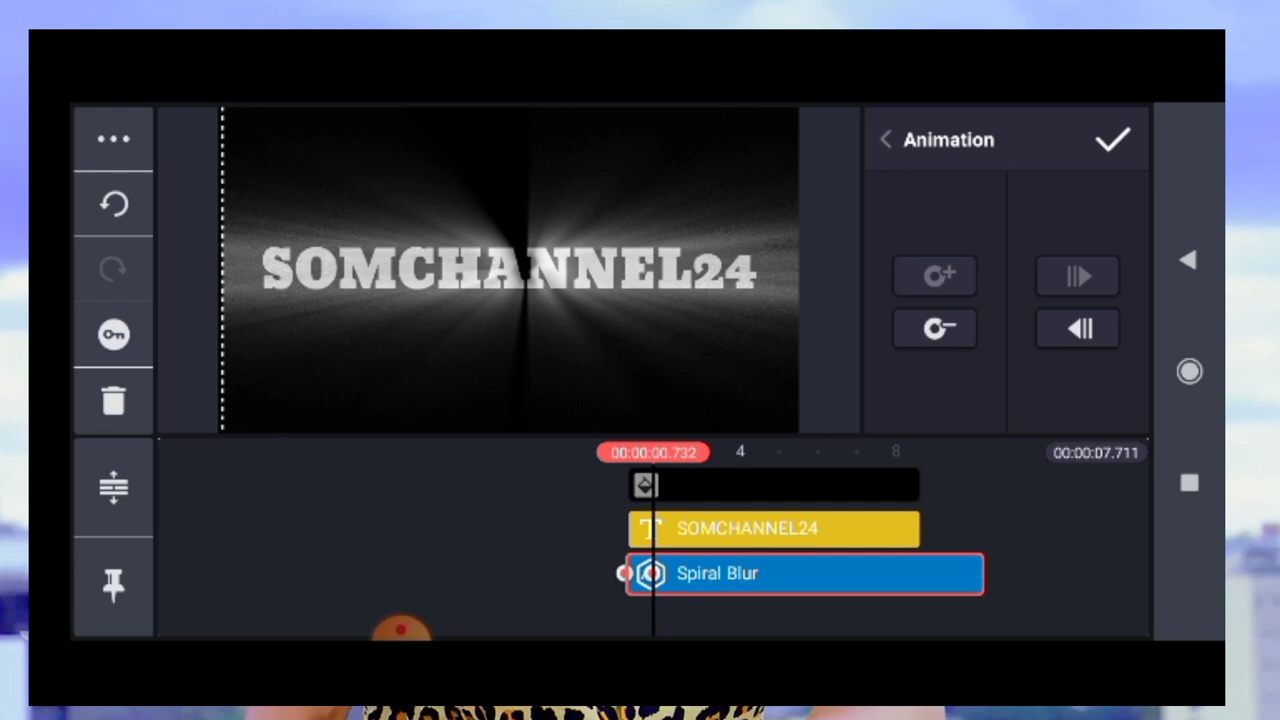 Animation
SOMCHANNEL24
00:00:00.732
4
8
00:00:07.711
T SOMCHANNEL24
Spiral Blur